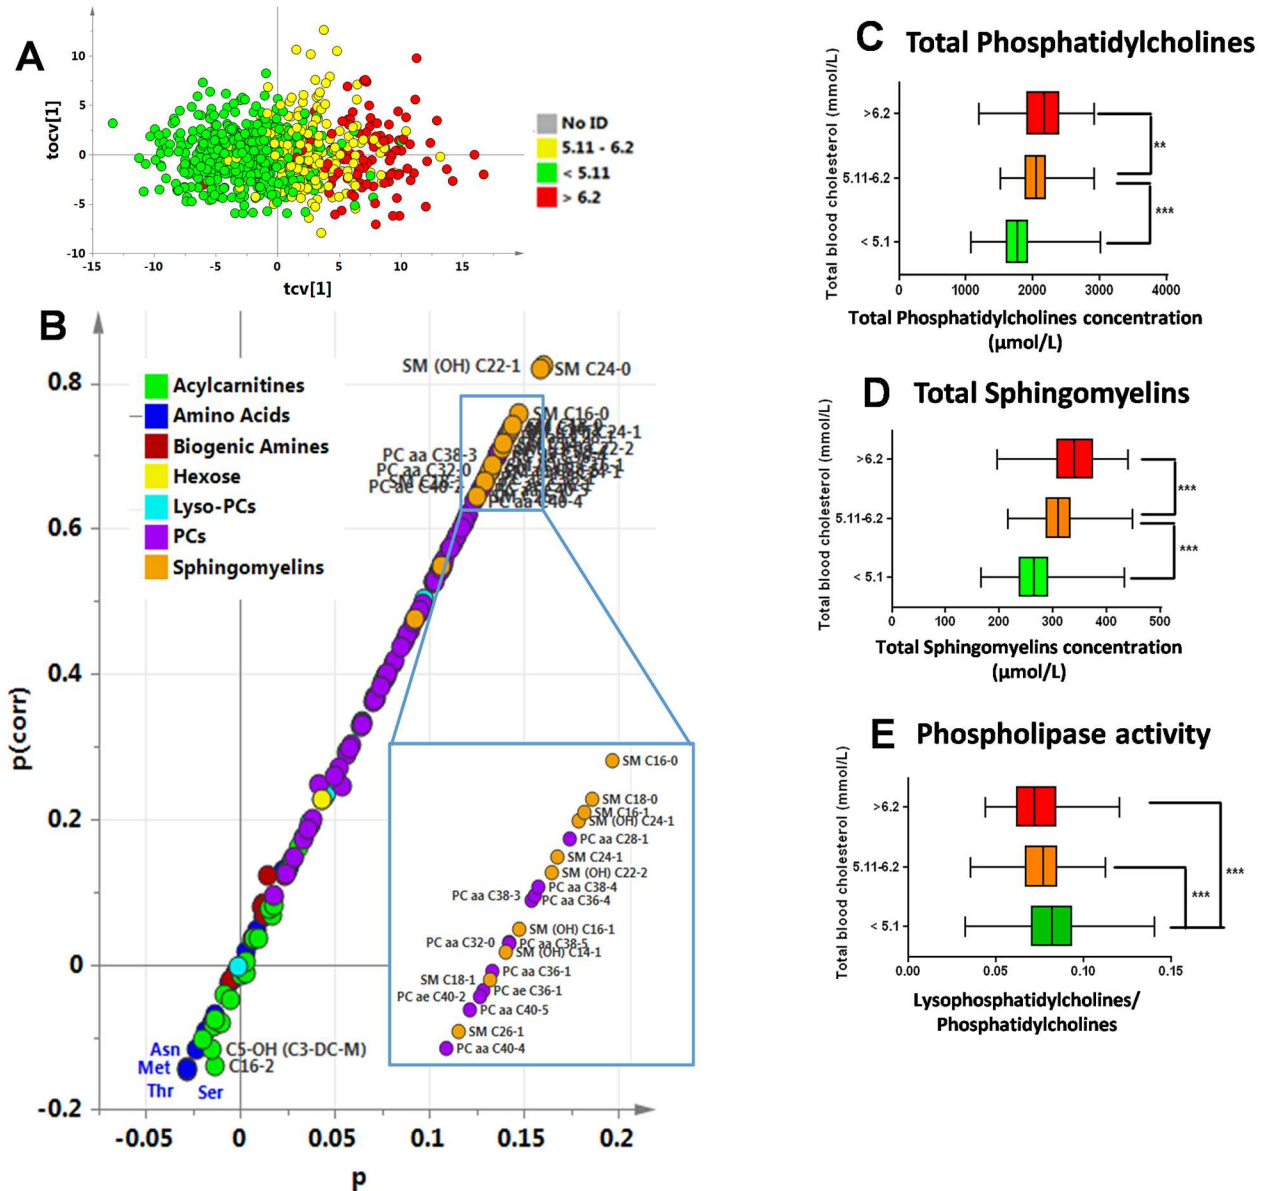 A
10
5
0
-5
-10
-15
-10
-5
0
5
10
15
tocv[1]
tcv[1]
No ID
5.11 - 6.2
< 5.11
> 6.2
B
0.8
0.6
0.4
0.2
0
-0.2
-0.05
0
0.05
0.1
0.15
0.2
p(corr)
p
Acylcarnitines
Amino Acids
Biogenic Amines
Hexose
Lyso-PCs
PCs
Sphingomyelins
SM (OH) C22-1
SM C24-0
SM C16-0
PC aa C38-3
PC aa C32-0
PC ae C40-2
PC aa C40-4
SM C16-0
SM C18-0
SM C16-1
SM (OH) C24-1
PC aa C28-1
SM C24-1
SM (OH) C22-2
PC aa C38-4
PC aa C38-3
PC aa C36-4
SM (OH) C16-1
PC aa C32-0
PC aa C38-5
SM (OH) C14-1
PC aa C36-1
SM C18-1
PC ae C36-1
PC ae C40-2
PC aa C40-5
SM C26-1
PC aa C40-4
Asn
C5-OH (C3-DC-M)
Met
C16-2
Thr
Ser
C
Total Phosphatidylcholines
Total blood cholesterol (mmol/L)
>6.2
5.11-6.2
< 5.1
**
***
0
1000
2000
3000
4000
Total Phosphatidylcholines concentration
(µmol/L)
D
Total Sphingomyelins
Total blood cholesterol (mmol/L)
>6.2
5.11-6.2
< 5.1
***
***
0
100
200
300
400
500
Total Sphingomyelins concentration
(µmol/L)
E
Phospholipase activity
Total blood cholesterol (mmol/L)
>6.2
5.11-6.2
< 5.1
***
***
0.00
0.05
0.10
0.15
Lysophosphatidylcholines/
Phosphatidylcholines